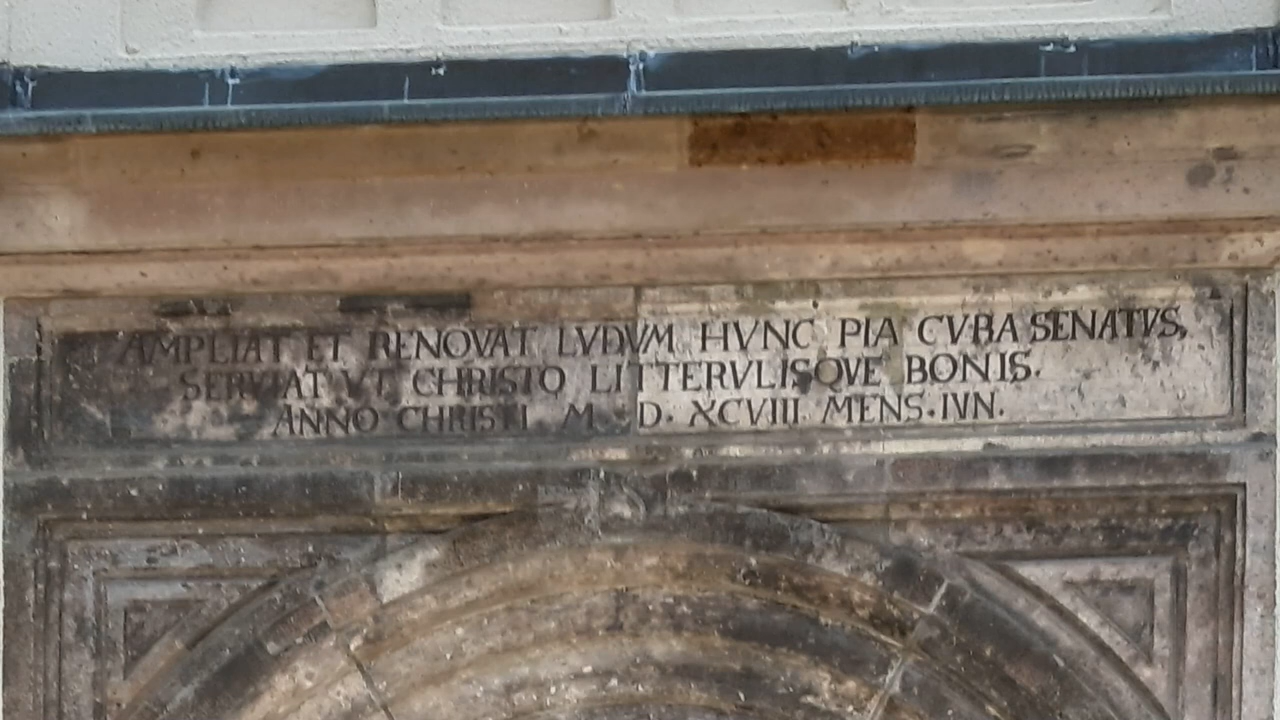 AMPLIAT ET RENOVAT LVDVM HVNC PIA CVRA SENATVS,
SERVIAT VT CHRISTO LITTERVLISQVE BONIS.
ANNO CHRISTI M. D. XCVIII. MENS. IVN.